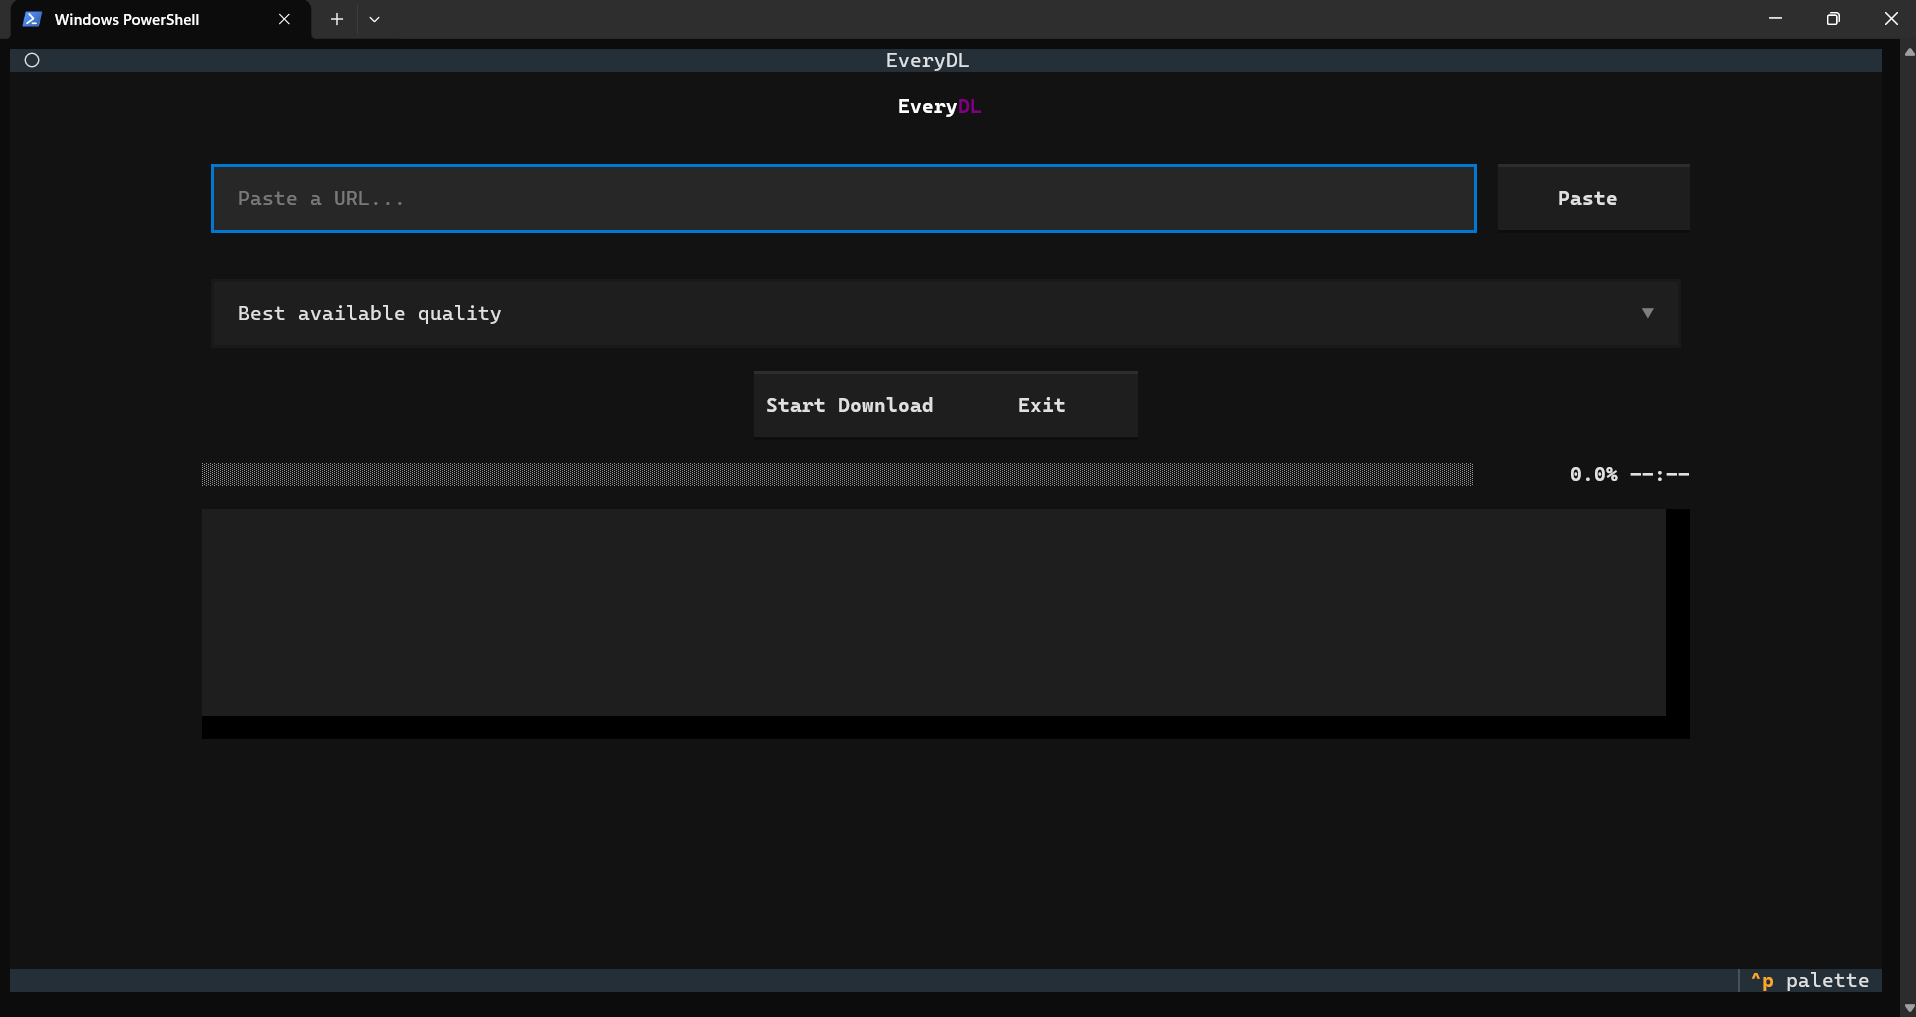 Windows PowerShell
EveryDL
EveryDL
Paste a URL... Paste
Best available quality
Start Download Exit
0.0% --:--
^p palette